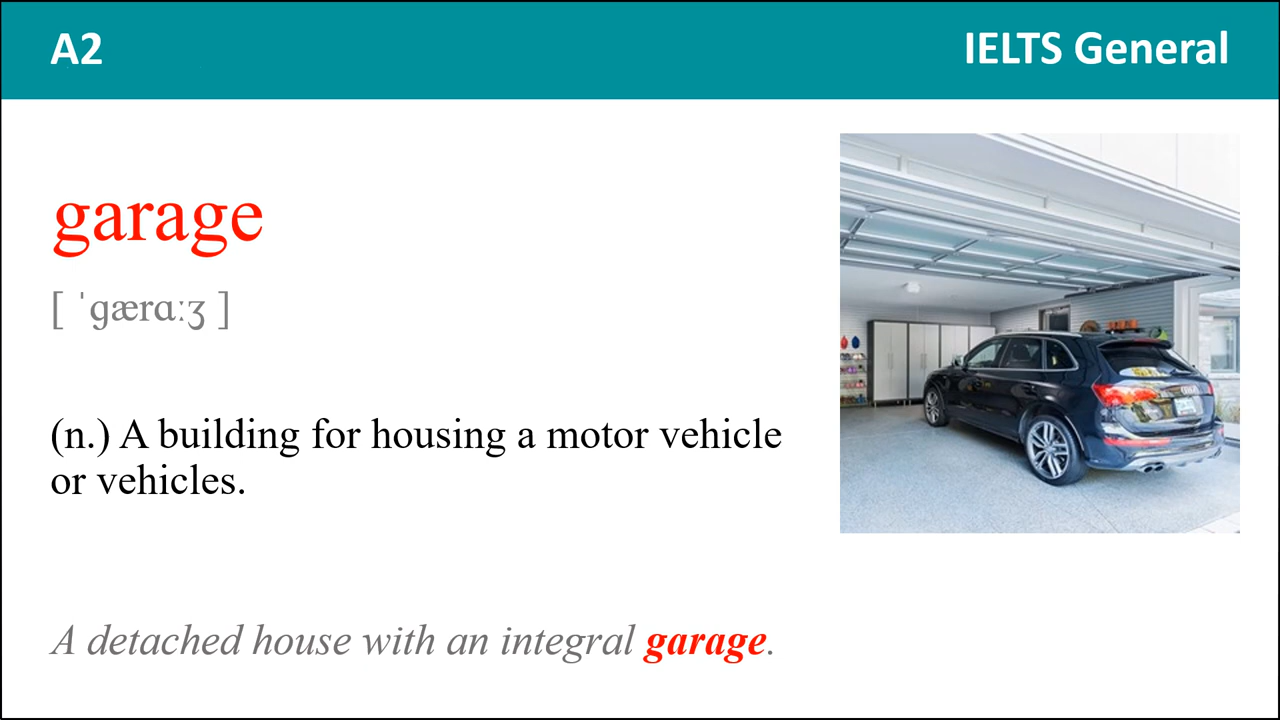 A2
IELTS General
garage
[ ˈɡærɑːʒ ]
(n.) A building for housing a motor vehicle
or vehicles.
A detached house with an integral garage.